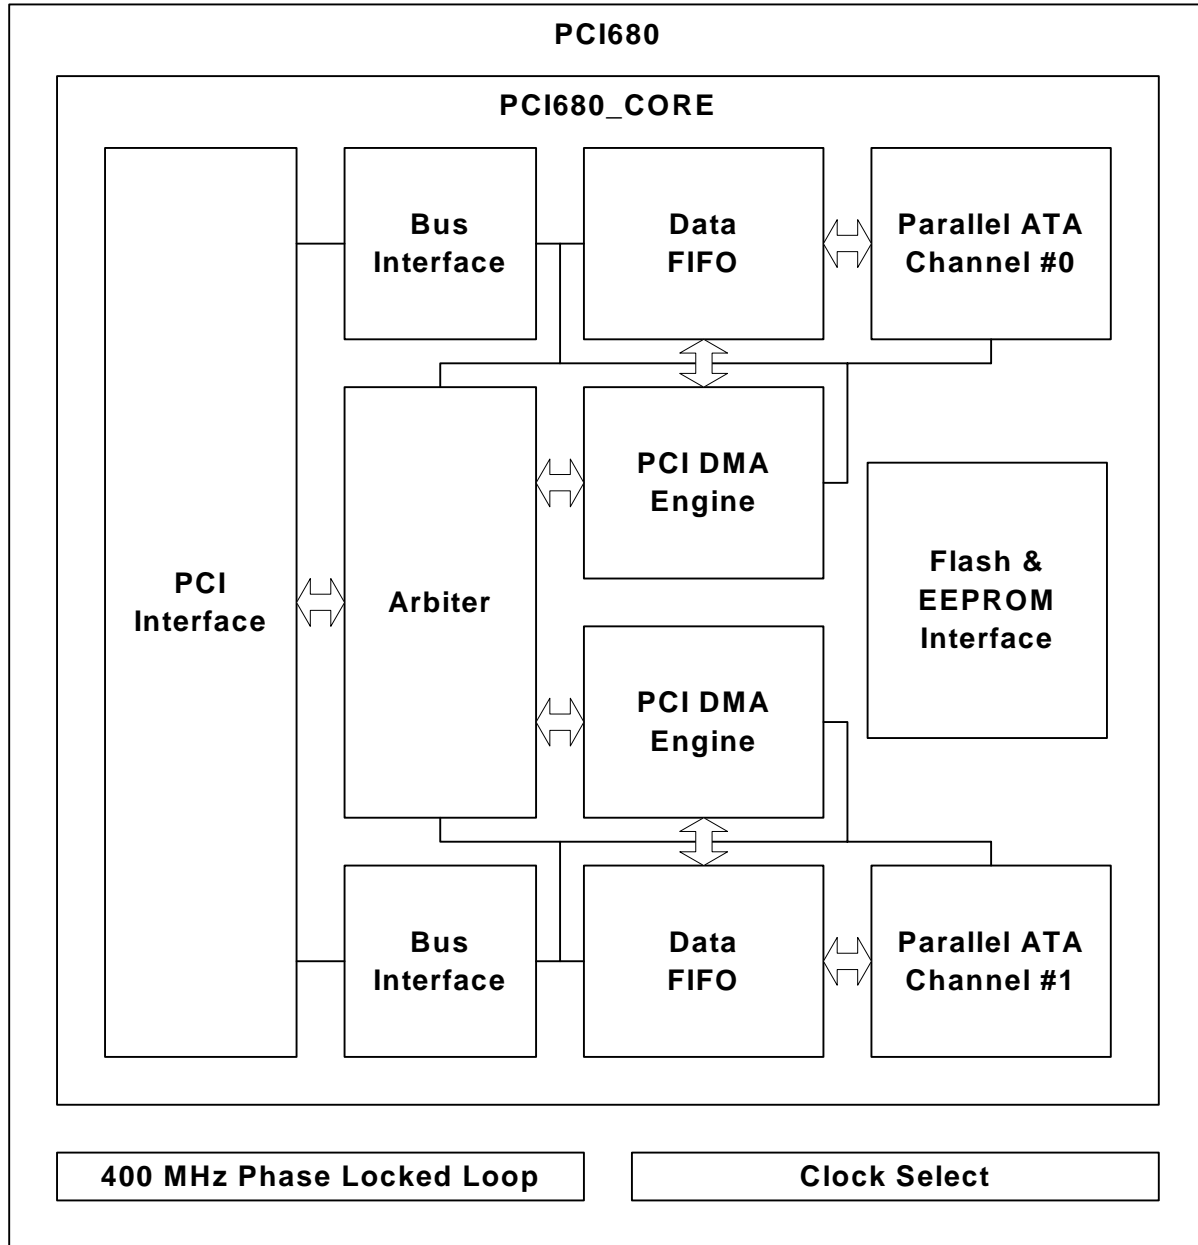 PCI680
PCI680_CORE
Bus
Interface
Data
FIFO
Parallel ATA
Channel #0
PCI
Interface
Arbiter
PCI DMA
Engine
Flash &
EEPROM
Interface
PCI DMA
Engine
Bus
Interface
Data
FIFO
Parallel ATA
Channel #1
400 MHz Phase Locked Loop
Clock Select